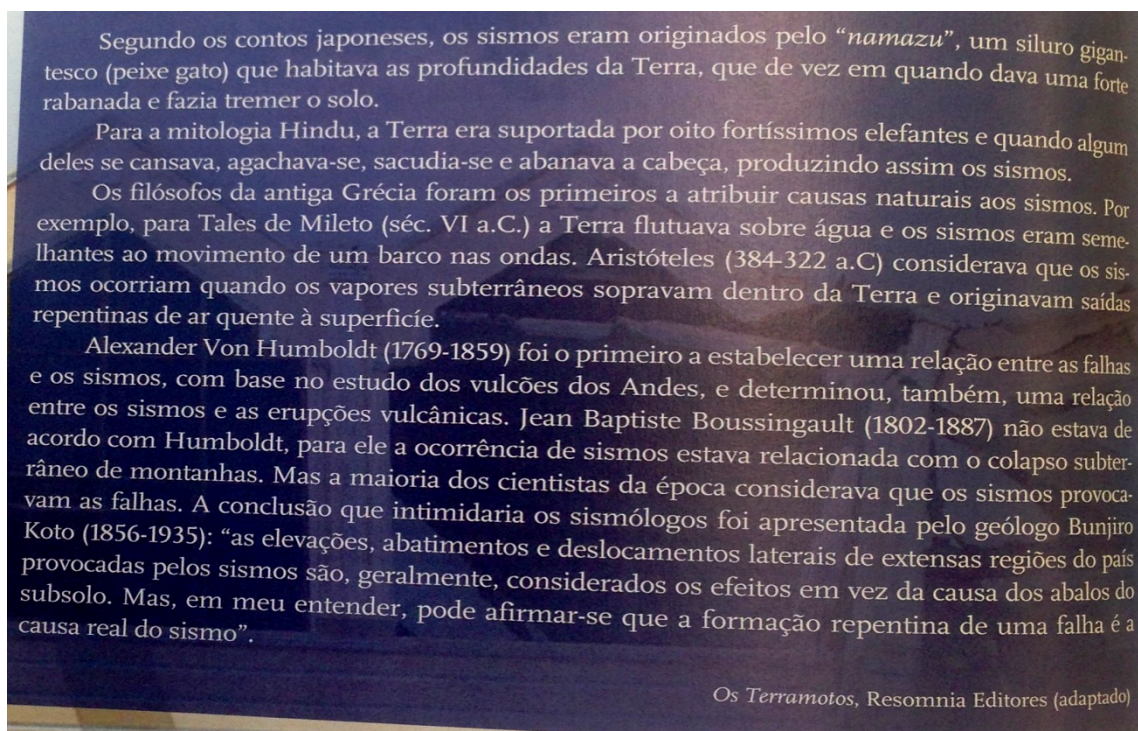 Segundo os contos japoneses, os sismos eram originados pelo “namazu”, um siluro gigan-
tesco (peixe gato) que habitava as profundidades da Terra, que de vez em quando dava uma forte
rabanada e fazia tremer o solo.
Para a mitologia Hindu, a Terra era suportada por oito fortíssimos elefantes e quando algum
deles se cansava, agachava-se, sacudia-se e abanava a cabeça, produzindo assim os sismos.
Os filósofos da antiga Grécia foram os primeiros a atribuir causas naturais aos sismos. Por
exemplo, para Tales de Mileto (séc. VI a.C.) a Terra flutuava sobre água e os sismos eram seme-
lhantes ao movimento de um barco nas ondas. Aristóteles (384-322 a.C) considerava que os sis-
mos ocorriam quando os vapores subterrâneos sopravam dentro da Terra e originavam saídas
repentinas de ar quente à superfície.
Alexander Von Humboldt (1769-1859) foi o primeiro a estabelecer uma relação entre as falhas
e os sismos, com base no estudo dos vulcões dos Andes, e determinou, também, uma relação
entre os sismos e as erupções vulcânicas. Jean Baptiste Boussingault (1802-1887) não estava de
acordo com Humboldt, para ele a ocorrência de sismos estava relacionada com o colapso subter-
râneo de montanhas. Mas a maioria dos cientistas da época considerava que os sismos provoca-
vam as falhas. A conclusão que intimidaria os sismólogos foi apresentada pelo geólogo Bunjiro
Koto (1856-1935): “as elevações, abatimentos e deslocamentos laterais de extensas regiões do país
provocadas pelos sismos são, geralmente, considerados os efeitos em vez da causa dos abalos do
subsolo. Mas, em meu entender, pode afirmar-se que a formação repentina de uma falha é a
causa real do sismo”.
Os Terramotos, Resomnia Editores (adaptado)